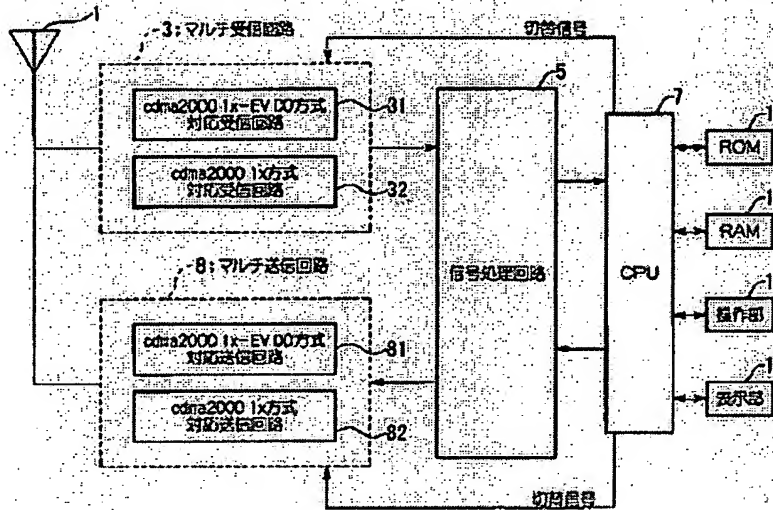 1
3:マルチ受信回路
切替信号
5
7
cdma2000 1x-EV DO方式
対応受信回路
31
cdma2000 1x方式
対応受信回路
32
信号処理回路
CPU
ROM
RAM
操作部
表示部
8:マルチ送信回路
cdma2000 1x-EV DO方式
対応送信回路
81
cdma2000 1x方式
対応送信回路
82
切替信号